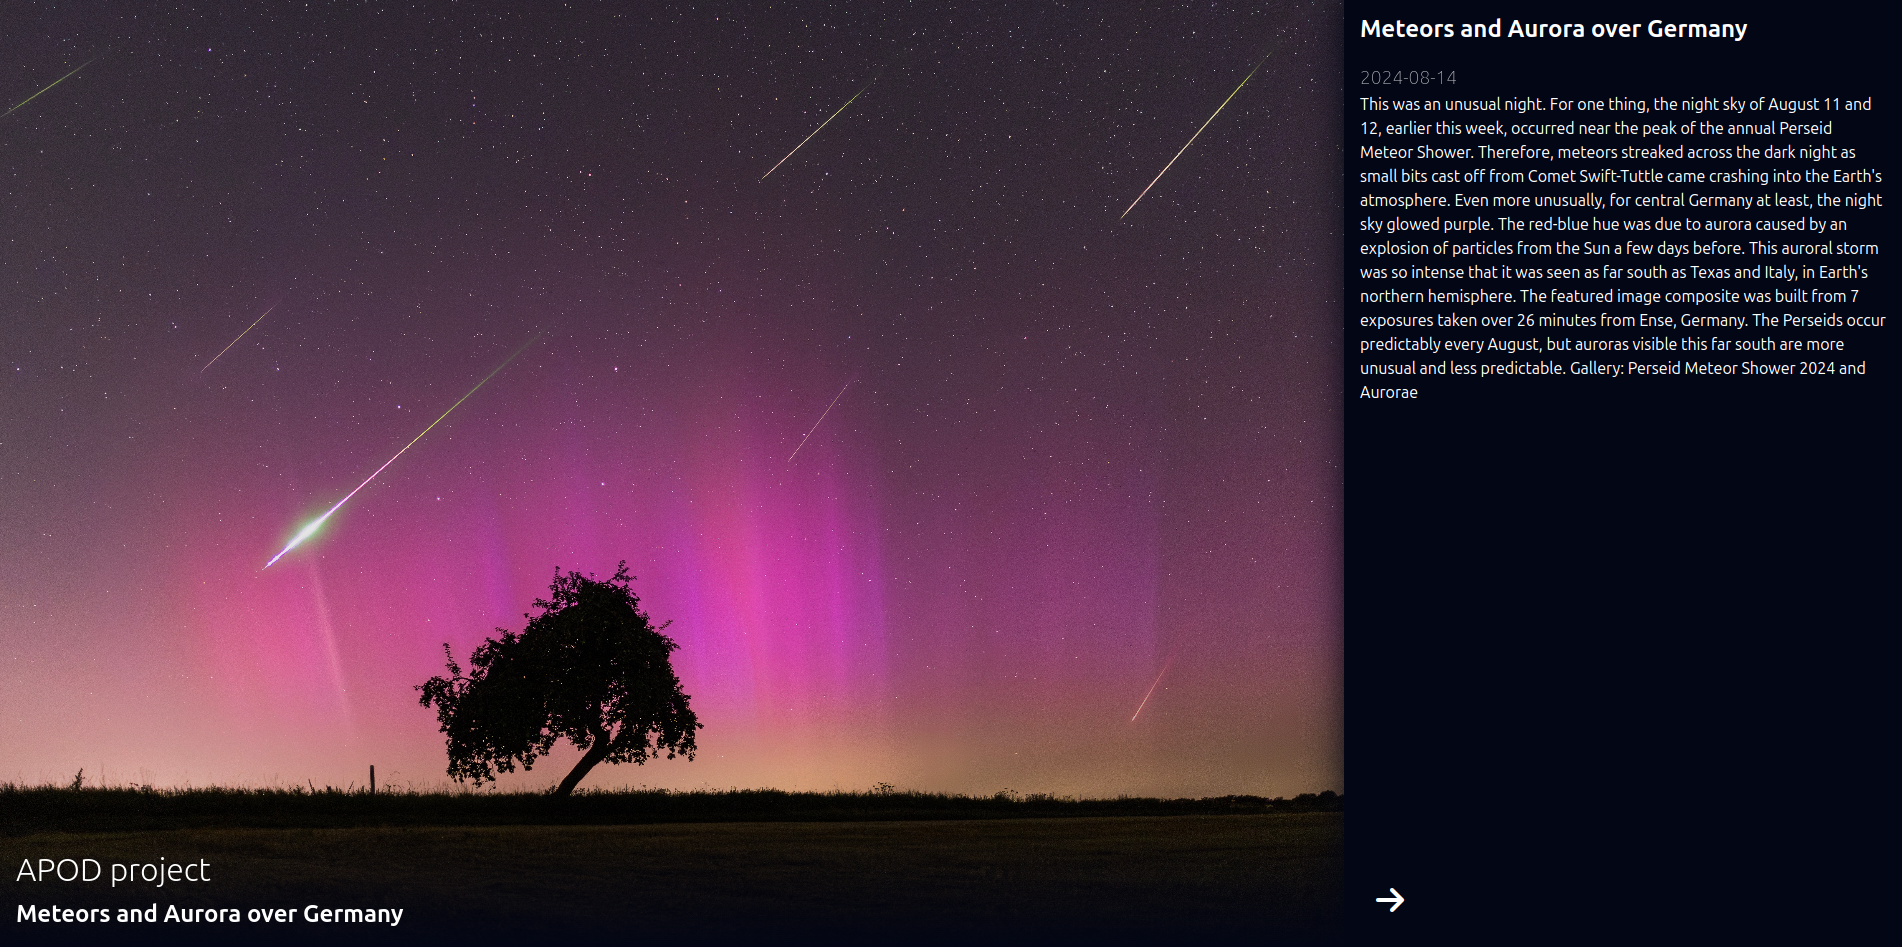 Meteors and Aurora over Germany
2024-08-14
This was an unusual night. For one thing, the night sky of August 11 and
12, earlier this week, occurred near the peak of the annual Perseid
Meteor Shower. Therefore, meteors streaked across the dark night as
small bits cast off from Comet Swift-Tuttle came crashing into the Earth's
atmosphere. Even more unusually, for central Germany at least, the night
sky glowed purple. The red-blue hue was due to aurora caused by an
explosion of particles from the Sun a few days before. This auroral storm
was so intense that it was seen as far south as Texas and Italy, in Earth's
northern hemisphere. The featured image composite was built from 7
exposures taken over 26 minutes from Ense, Germany. The Perseids occur
predictably every August, but auroras visible this far south are more
unusual and less predictable. Gallery: Perseid Meteor Shower 2024 and
Aurorae
APOD project
Meteors and Aurora over Germany